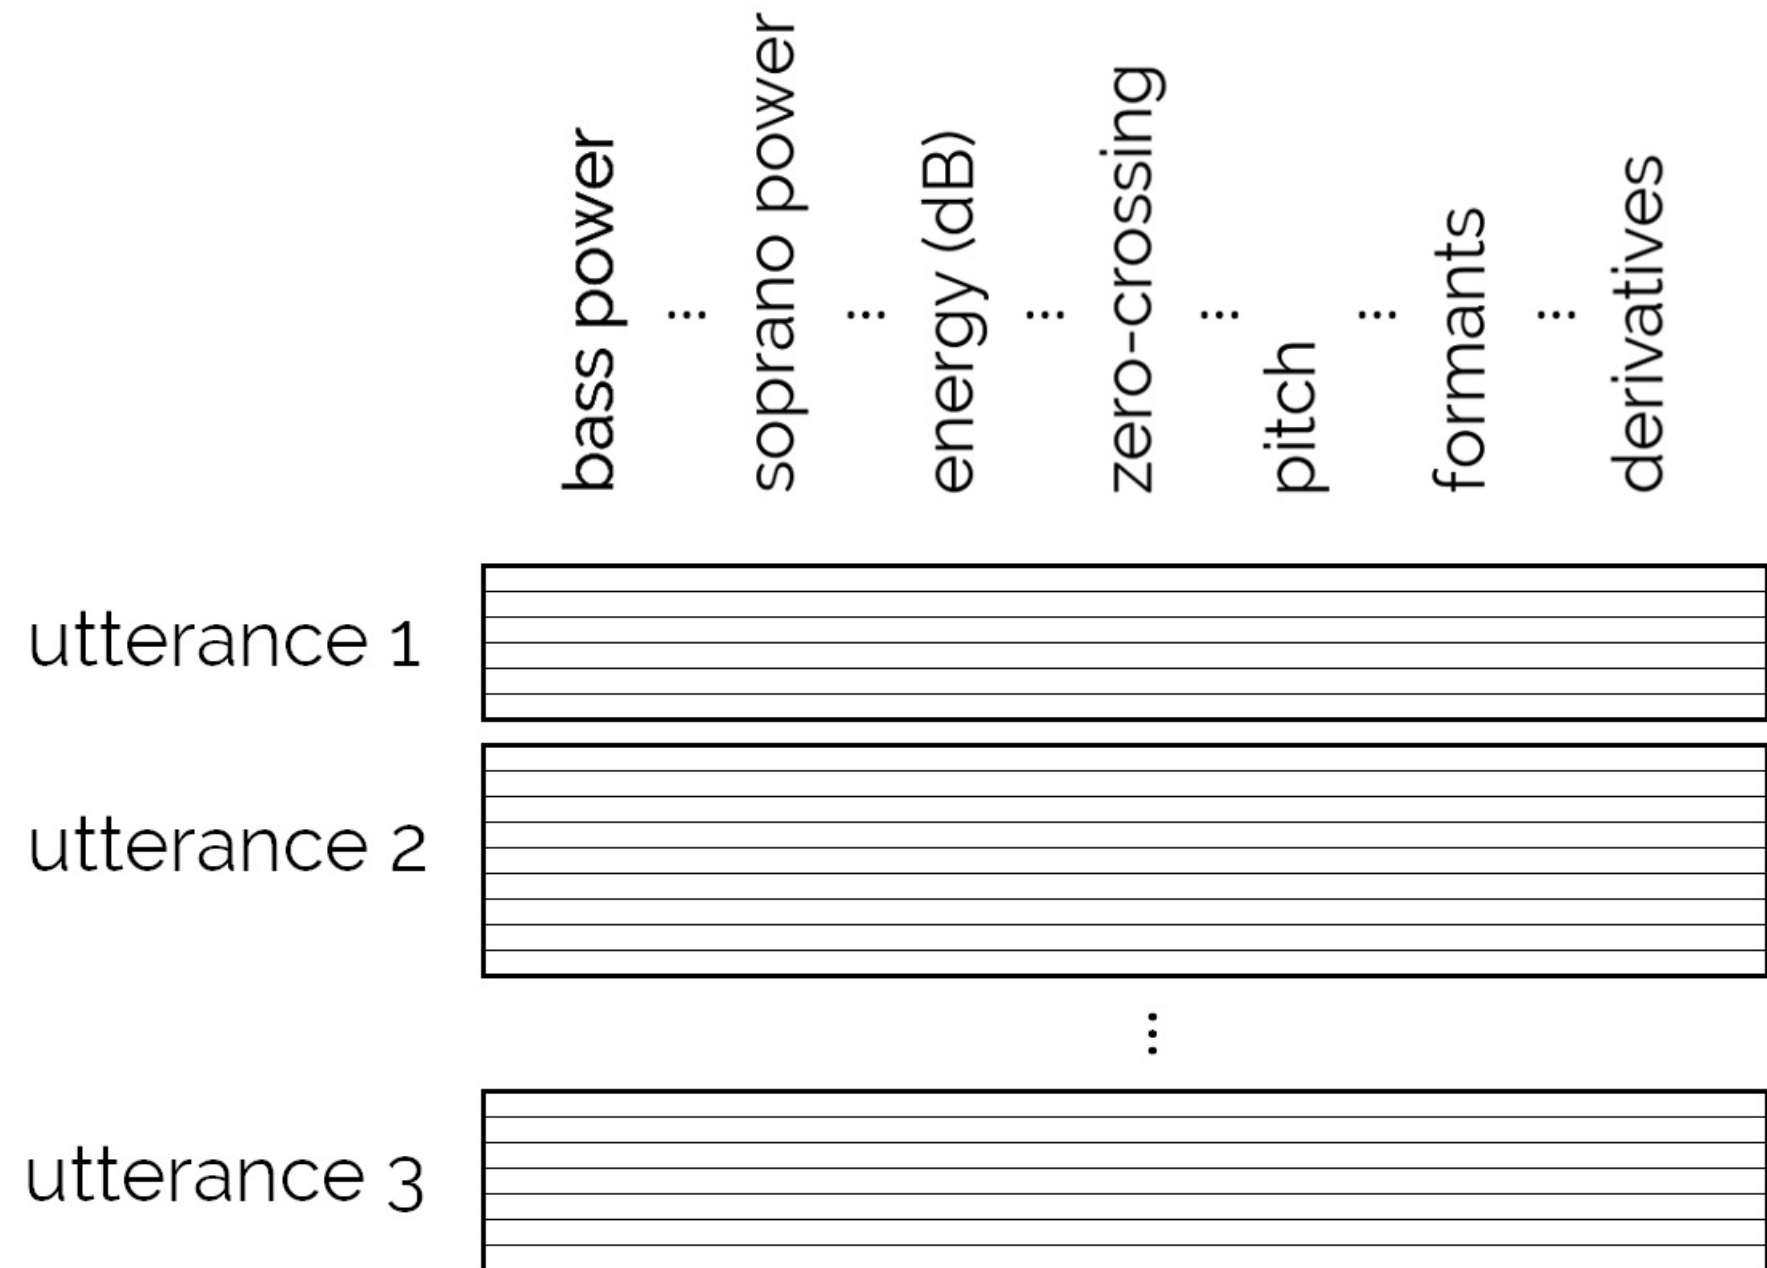 bass power
...
soprano power
...
energy (dB)
...
zero-crossing
...
pitch
...
formants
...
derivatives
utterance 1
utterance 2
...
utterance 3